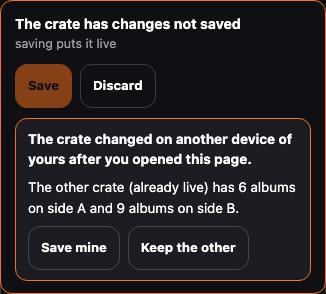 The crate has changes not saved
saving puts it live
Save
Discard
The crate changed on another device of
yours after you opened this page.
The other crate (already live) has 6 albums
on side A and 9 albums on side B.
Save mine
Keep the other